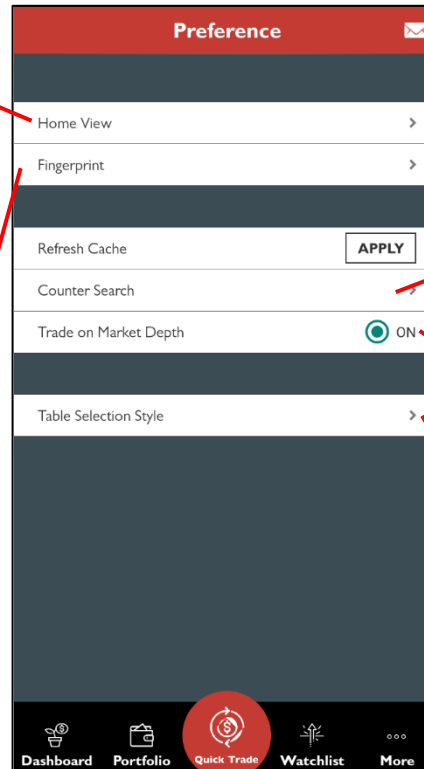 Preference
Home View
Fingerprint
Refresh Cache APPLY
Counter Search
Trade on Market Depth ON
Table Selection Style
Dashboard Portfolio Quick Trade Watchlist More